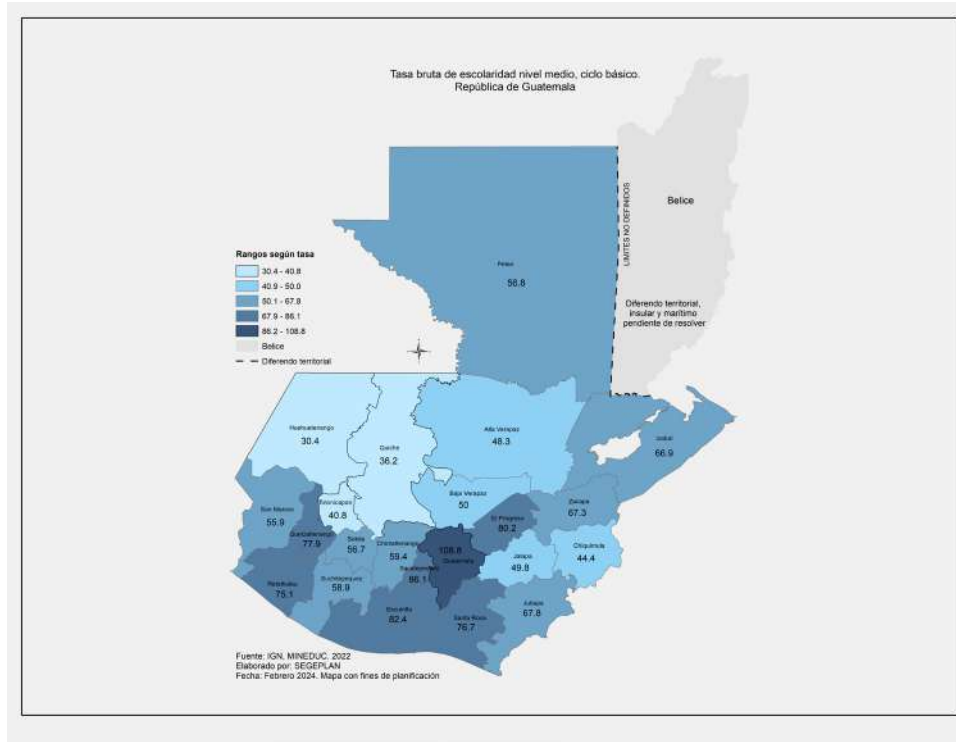 Tasa bruta de escolaridad nivel medio, ciclo básico.
República de Guatemala
Belice
LIMITES NO DEFINIDOS
Diferendo territorial,
insular y marítimo
pendiente de resolver
Rangos según tasa
30.4 - 40.8
40.9 - 50.0
50.1 - 67.8
67.9 - 86.1
86.2 - 108.8
Belice
Diferendo territorial
Petén
56.8
Huehuetenango
30.4
Quiché
36.2
Alta Verapaz
48.3
Izabal
66.9
Baja Verapaz
50
Zacapa
67.3
El Progreso
80.2
San Marcos
55.9
Quetzaltenango
77.9
Totonicapán
40.8
Sololá
56.7
Chimaltenango
59.4
108.8
Guatemala
Sacatepéquez
86.1
Jalapa
49.8
Chiquimula
44.4
Retalhuleu
75.1
Suchitepéquez
58.9
Escuintla
82.4
Santa Rosa
76.7
Jutiapa
67.8
Fuente: IGN, MINEDUC. 2022
Elaborado por: SEGEPLAN
Fecha: Febrero 2024. Mapa con fines de planificación